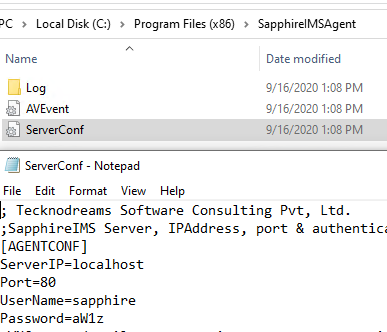 PC > Local Disk (C:) > Program Files (x86) > SapphireIMSAgent
Name Date modified
Log 9/16/2020 1:08 PM
AVEvent 9/16/2020 1:08 PM
ServerConf 9/16/2020 1:08 PM
ServerConf - Notepad
File Edit Format View Help
; Tecknodreams Software Consulting Pvt, Ltd.
;SapphireIMS Server, IPAddress, port & authentica
[AGENTCONF]
ServerIP=localhost
Port=80
UserName=sapphire
Password=aW1z